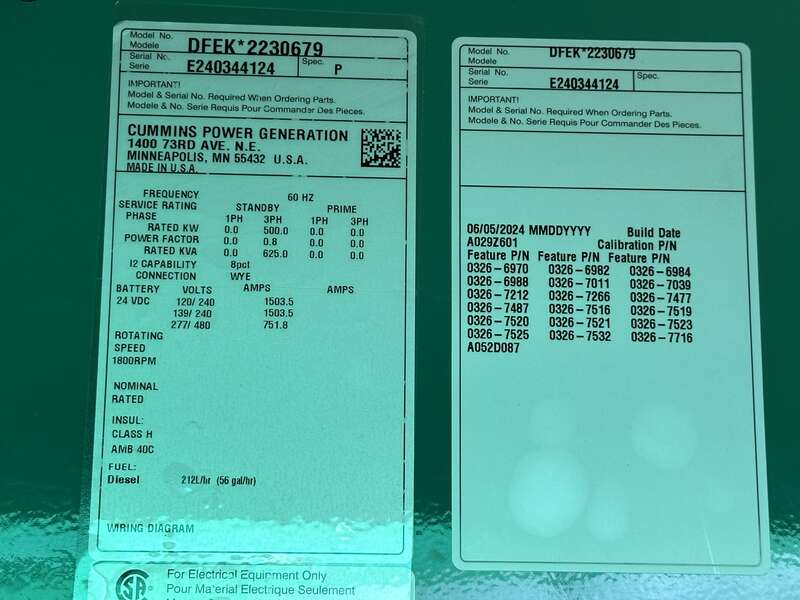 Model No. DFEK*2230679
Modele
Serial No. E240344124 Spec. P
Serie
IMPORTANT!
Model & Serial No. Required When Ordering Parts.
Modele & No. Serie Requis Pour Commander Des Pieces.
CUMMINS POWER GENERATION
1400 73RD AVE. N.E.
MINNEAPOLIS, MN 55432 U.S.A.
MADE IN U.S.A.
FREQUENCY 60 HZ
SERVICE RATING STANDBY PRIME
PHASE 1PH 3PH 1PH 3PH
RATED KW 0.0 500.0 0.0 0.0
POWER FACTOR 0.0 0.8 0.0 0.0
RATED KVA 0.0 625.0 0.0 0.0
I2 CAPABILITY 8pct
CONNECTION WYE
BATTERY VOLTS AMPS AMPS
24 VDC 120/ 240 1503.5
139/ 240 1503.5
277/ 480 751.8
ROTATING
SPEED
1800RPM
NOMINAL
RATED
INSUL:
CLASS H
AMB 40C
FUEL:
Diesel 212L/hr (56 gal/hr)
WIRING DIAGRAM
SA
For Electrical Equipment Only
Pour Material Electrique Seulement
Model No. DFEK*2230679
Modele
Serial No. E240344124 Spec.
Serie
IMPORTANT!
Model & Serial No. Required When Ordering Parts.
Modele & No. Serie Requis Pour Commander Des Pieces.
06/05/2024 MMDDYYYY Build Date
A029Z601 Calibration P/N
Feature P/N Feature P/N Feature P/N
0326-6970 0326-6982 0326-6984
0326-6988 0326-7011 0326-7039
0326-7212 0326-7266 0326-7477
0326-7487 0326-7516 0326-7519
0326-7520 0326-7521 0326-7523
0326-7525 0326-7532 0326-7716
A052D087